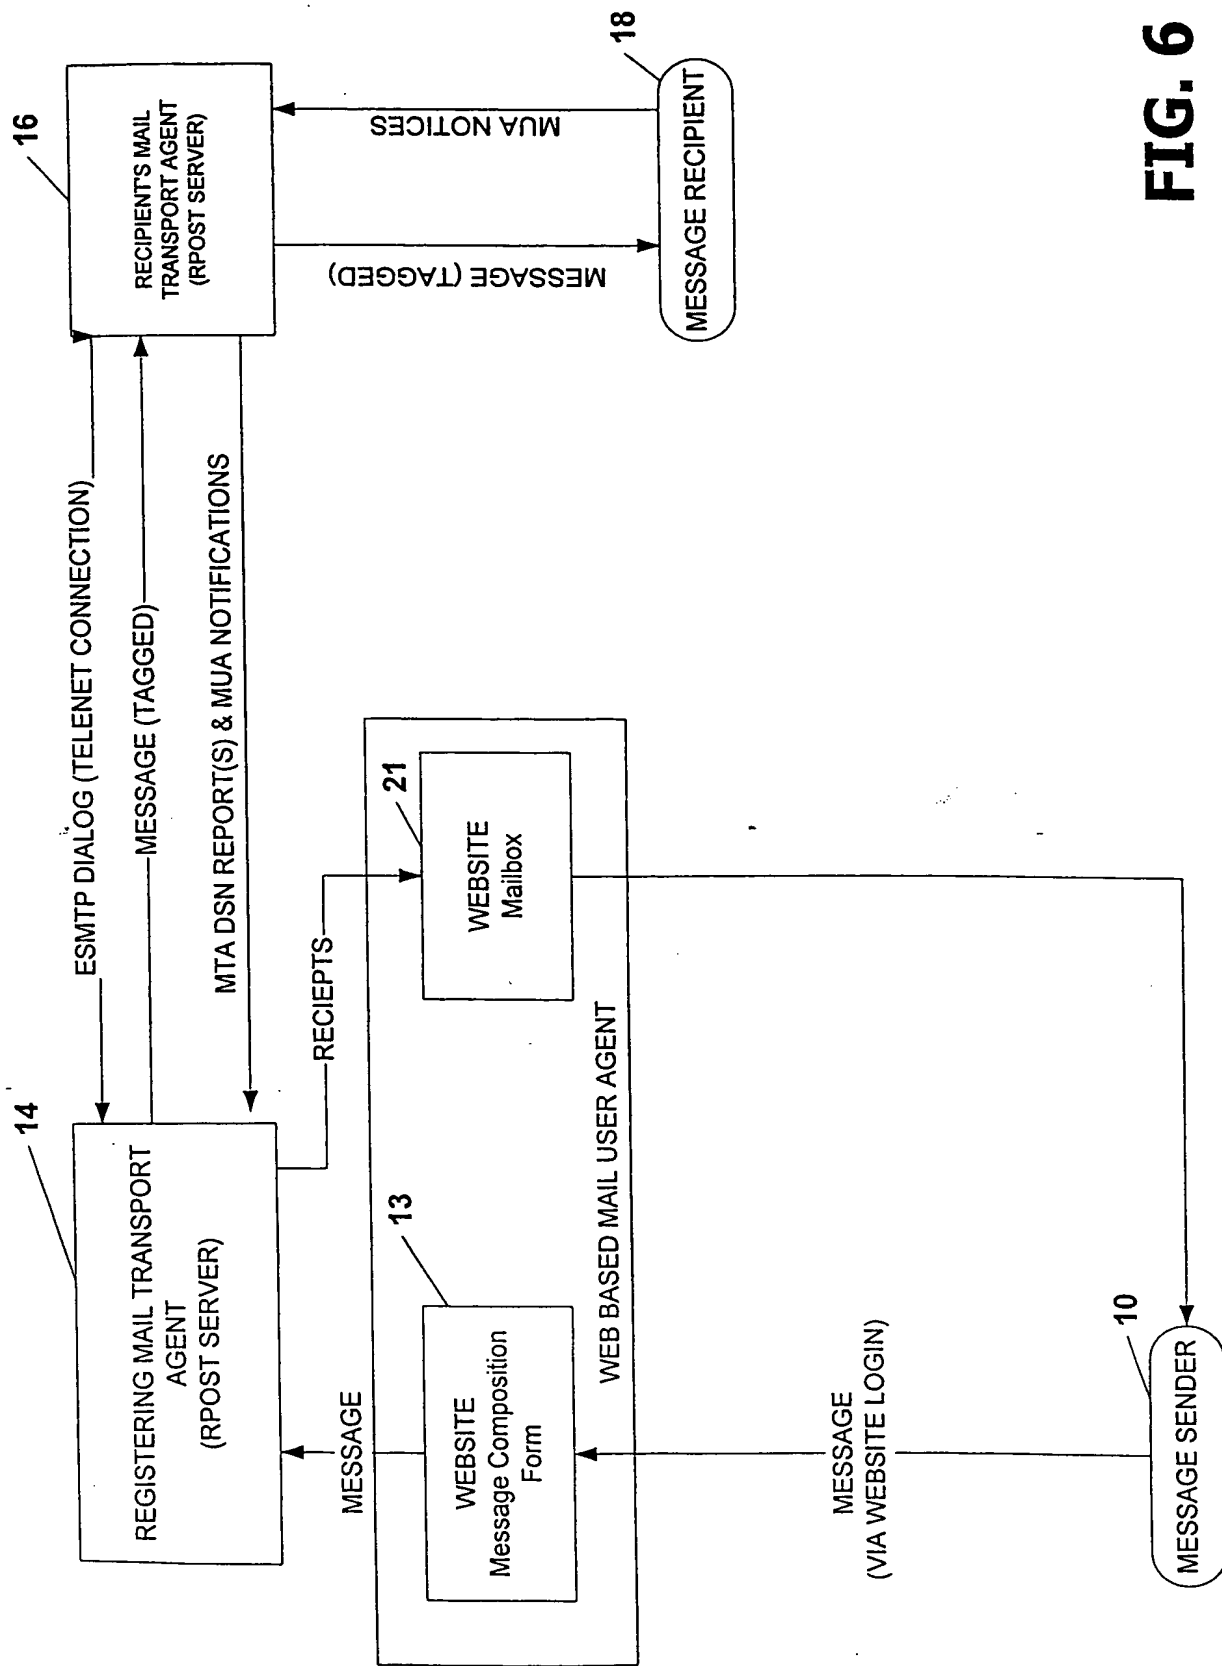 14
REGISTERING MAIL TRANSPORT
AGENT
(RPOST SERVER)
ESMTP DIALOG (TELENET CONNECTION)
MESSAGE (TAGGED)
MTA DSN REPORT(S) & MUA NOTIFICATIONS
16
RECIPIENT'S MAIL
TRANSPORT AGENT
(RPOST SERVER)
MESSAGE
RECIEPTS
13
WEBSITE
Message Composition
Form
21
WEBSITE
Mailbox
WEB BASED MAIL USER AGENT
MESSAGE (TAGGED)
MUA NOTICES
18
MESSAGE RECIPIENT
MESSAGE
(VIA WEBSITE LOGIN)
10
MESSAGE SENDER
FIG. 6